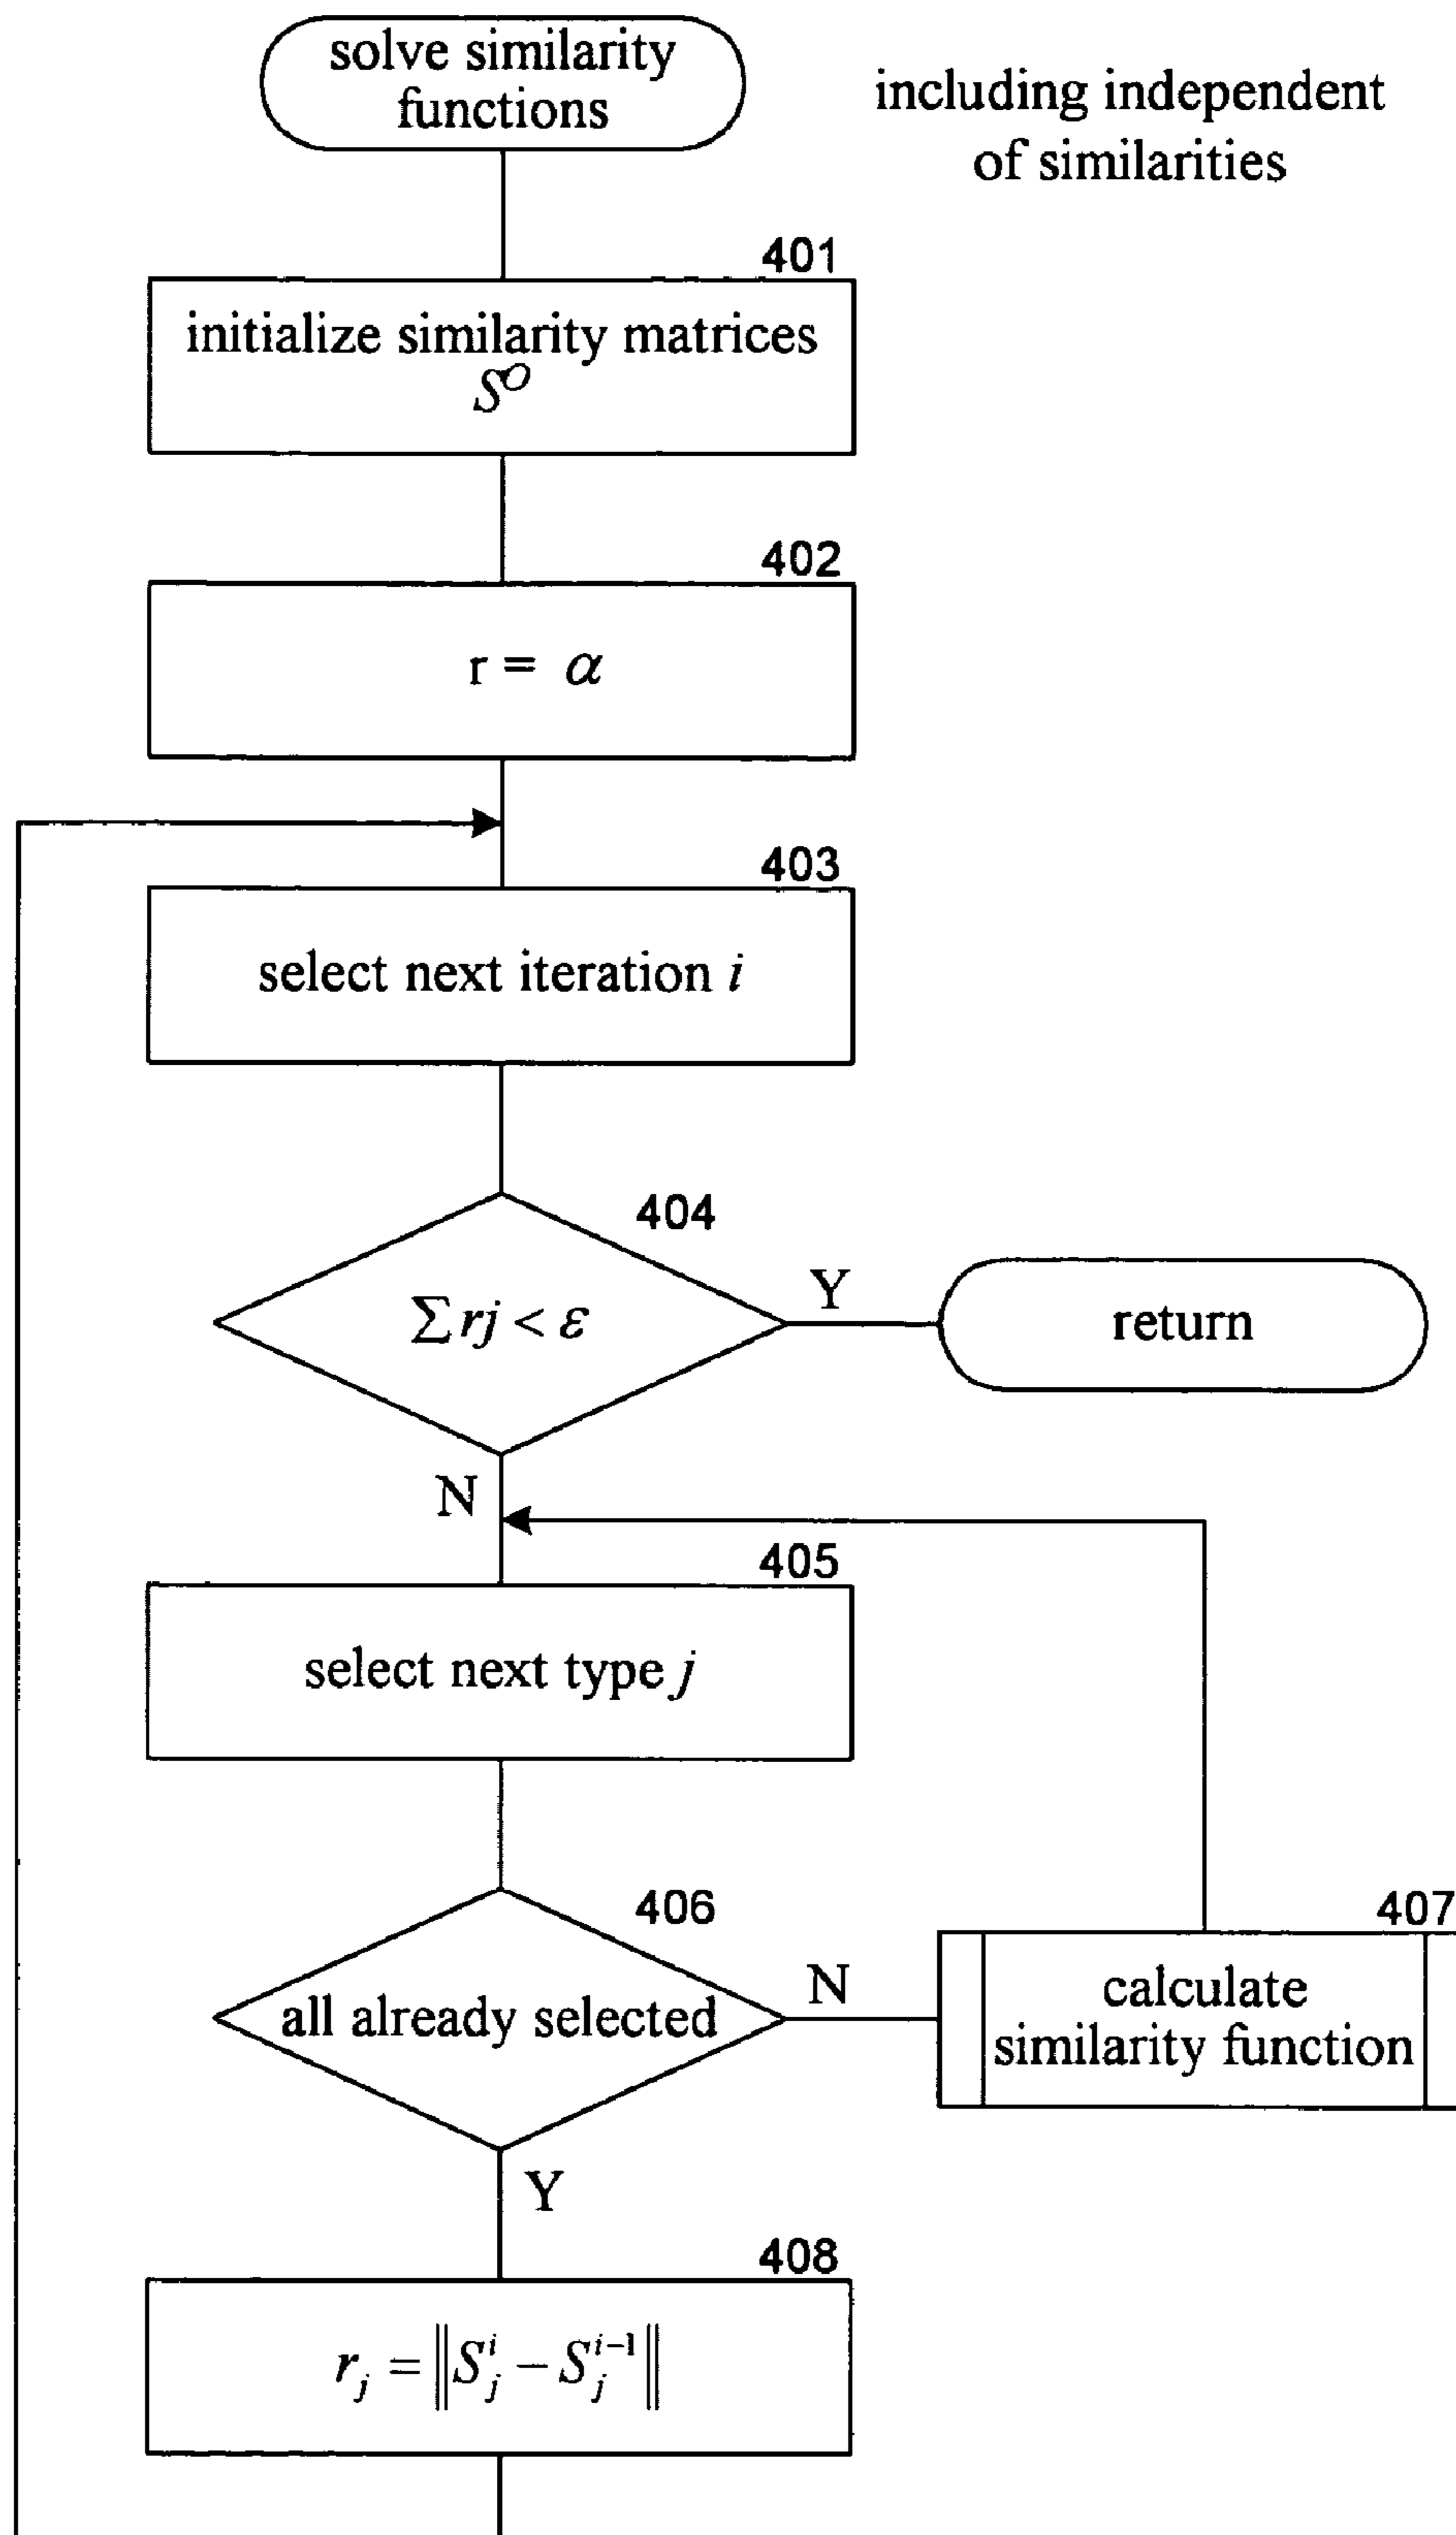 solve similarity
functions
including independent
of similarities
401
initialize similarity matrices
S^O
402
r = α
403
select next iteration i
404
∑ rj < ε
Y
return
N
405
select next type j
406
all already selected
N
407
calculate
similarity function
Y
408
r_j = ‖S_j^i − S_j^{i−1}‖